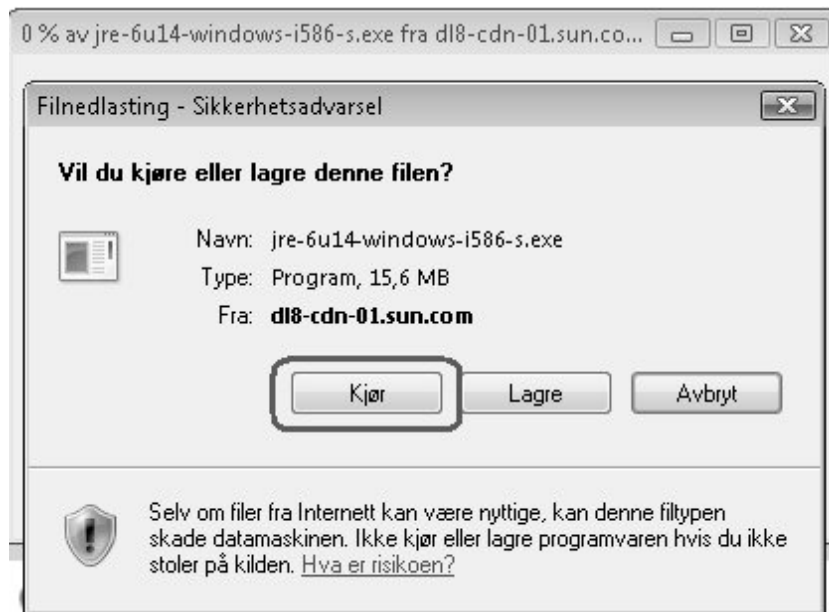 0 % av jre-6u14-windows-i586-s.exe fra dl8-cdn-01.sun.co...
Filnedlasting - Sikkerhetsadvarsel
Vil du kjøre eller lagre denne filen?
Navn: jre-6u14-windows-i586-s.exe
Type: Program, 15,6 MB
Fra: dl8-cdn-01.sun.com
Kjør Lagre Avbryt
Selv om filer fra Internett kan være nyttige, kan denne filtypen
skade datamaskinen. Ikke kjør eller lagre programvaren hvis du ikke
stoler på kilden. Hva er risikoen?